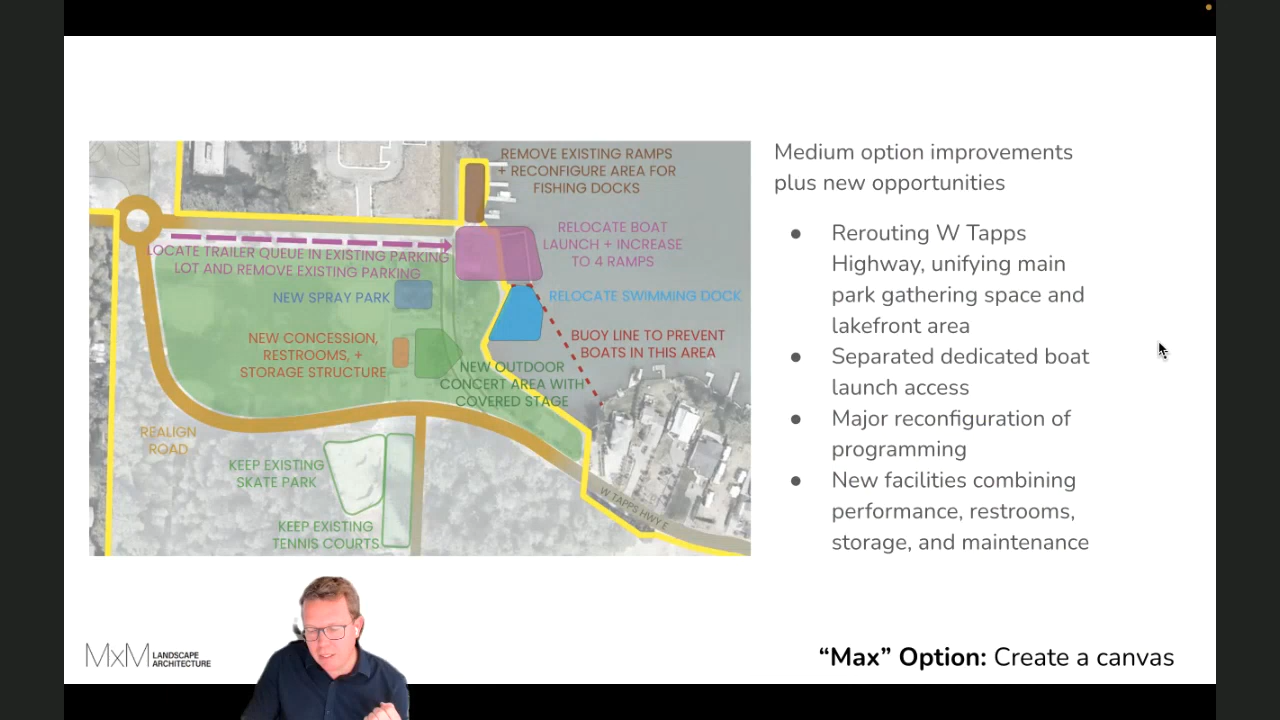 REMOVE EXISTING RAMPS
+ RECONFIGURE AREA FOR
FISHING DOCKS
RELOCATE BOAT
LAUNCH + INCREASE
TO 4 RAMPS
LOCATE TRAILER QUEUE IN EXISTING PARKING
LOT AND REMOVE EXISTING PARKING
NEW SPRAY PARK
RELOCATE SWIMMING DOCK
NEW CONCESSION,
RESTROOMS, +
STORAGE STRUCTURE
BUOY LINE TO PREVENT
BOATS IN THIS AREA
NEW OUTDOOR
CONCERT AREA WITH
COVERED STAGE
REALIGN
ROAD
KEEP EXISTING
SKATE PARK
KEEP EXISTING
TENNIS COURTS
W TAPPS HWY E
Medium option improvements
plus new opportunities
● Rerouting W Tapps
Highway, unifying main
park gathering space and
lakefront area
● Separated dedicated boat
launch access
● Major reconfiguration of
programming
● New facilities combining
performance, restrooms,
storage, and maintenance
MxM LANDSCAPE
ARCHITECTURE
“Max” Option: Create a canvas